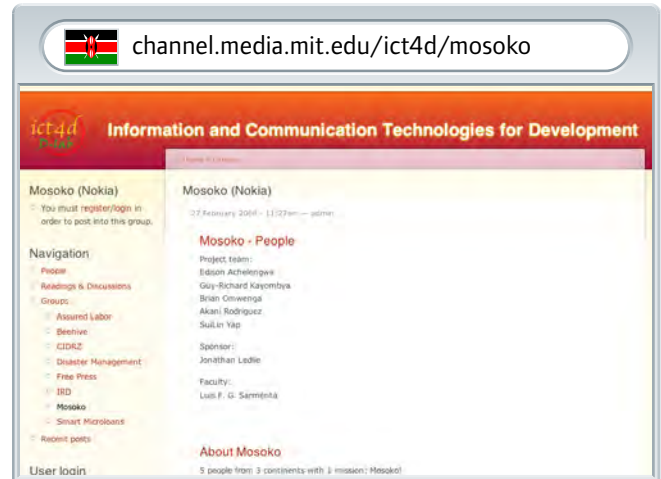 channel.media.mit.edu/ict4d/mosoko
ict4d
Information and Communication Technologies for Development
Mosoko (Nokia)
You must register/login in
order to post into this group.
Navigation
People
Readings & Discussions
Groups
Assured Labor
Beehive
CIDRZ
Disaster Management
Free Press
IRD
Mosoko
Smart Microloans
Recent posts
User login
Mosoko (Nokia)
27 February 2008 - 11:27am — admin
Mosoko - People
Project team:
Edison Achelengwa
Guy-Richard Kayombya
Brian Omwenga
Akani Rodriguez
SuiLin Yap
Sponsor:
Jonathan Ledlie
Faculty:
Luis F. G. Sarmenta
About Mosoko
5 people from 3 continents with 1 mission: Mosoko!